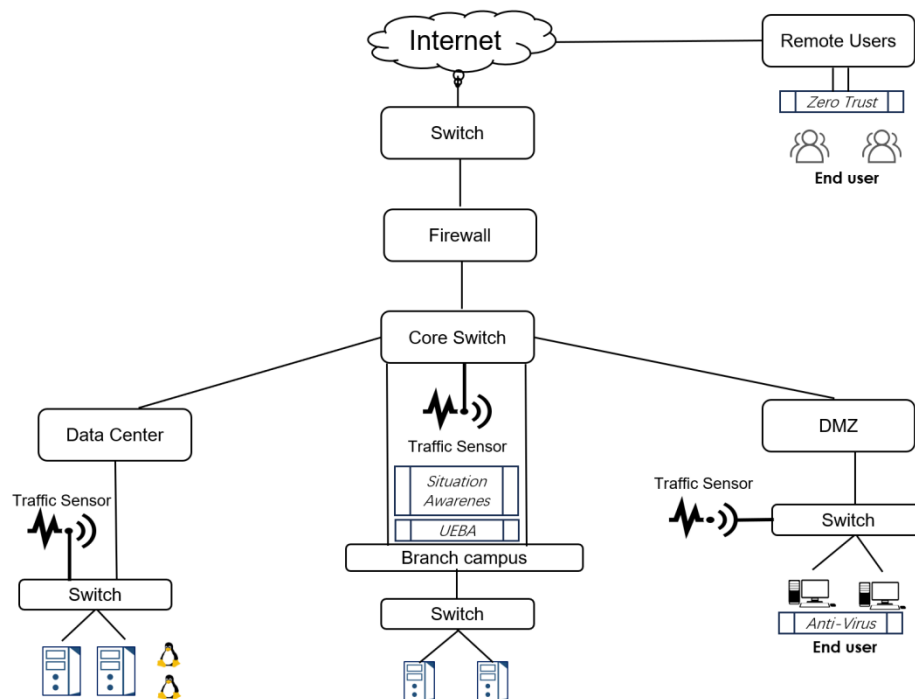 Internet
Remote Users
Zero Trust
End user
Switch
Firewall
Core Switch
Traffic Sensor
Situation
Awarenes
UEBA
Branch campus
Switch
Data Center
Traffic Sensor
Switch
DMZ
Traffic Sensor
Switch
Anti-Virus
End user